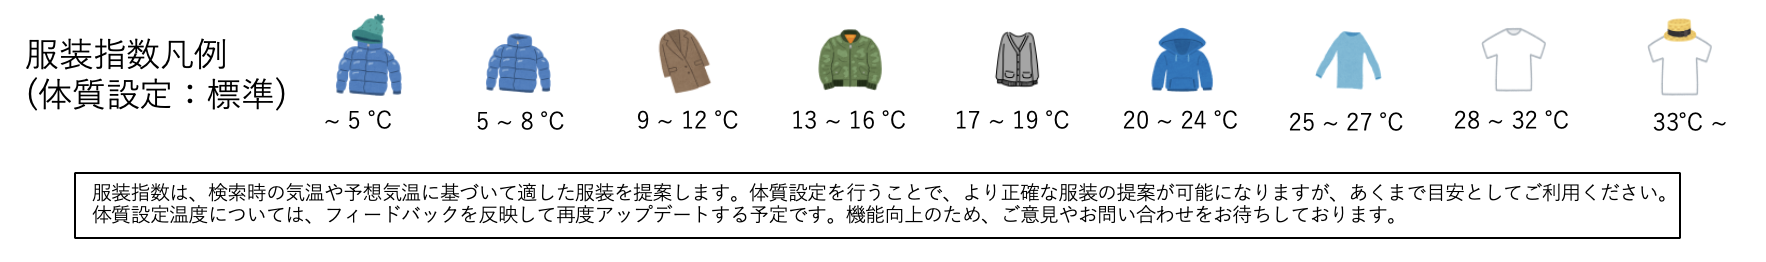 服装指数凡例
(体質設定：標準)
~ 5 ℃
5 ~ 8 ℃
9 ~ 12 ℃
13 ~ 16 ℃
17 ~ 19 ℃
20 ~ 24 ℃
25 ~ 27 ℃
28 ~ 32 ℃
33℃ ~
服装指数は、検索時の気温や予想気温に基づいて適した服装を提案します。体質設定を行うことで、より正確な服装の提案が可能になりますが、あくまで目安としてご利用ください。
体質設定温度については、フィードバックを反映して再度アップデートする予定です。機能向上のため、ご意見やお問い合わせをお待ちしております。